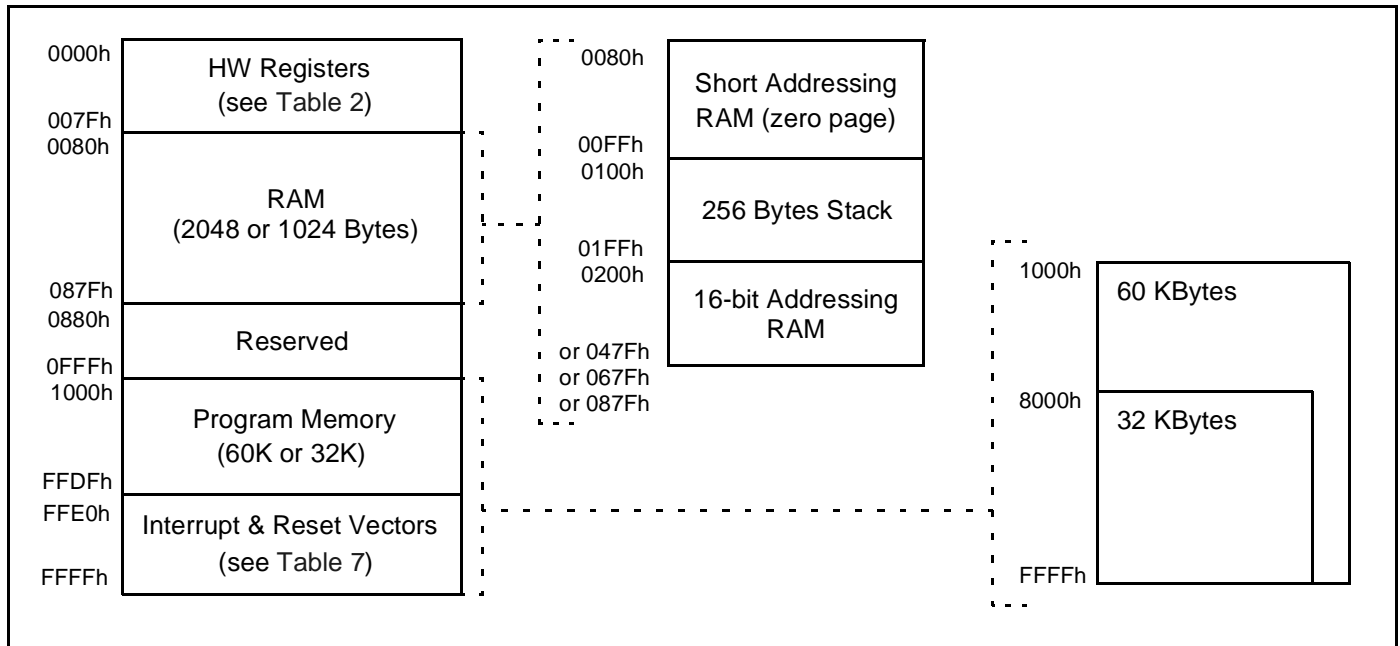 0000h
HW Registers
(see Table 2)
007Fh
0080h
RAM
(2048 or 1024 Bytes)
087Fh
0880h
Reserved
0FFFh
1000h
Program Memory
(60K or 32K)
FFDFh
FFE0h
Interrupt & Reset Vectors
(see Table 7)
FFFFh
0080h
Short Addressing
RAM (zero page)
00FFh
0100h
256 Bytes Stack
01FFh
0200h
16-bit Addressing
RAM
or 047Fh
or 067Fh
or 087Fh
1000h
60 KBytes
8000h
32 KBytes
FFFFh